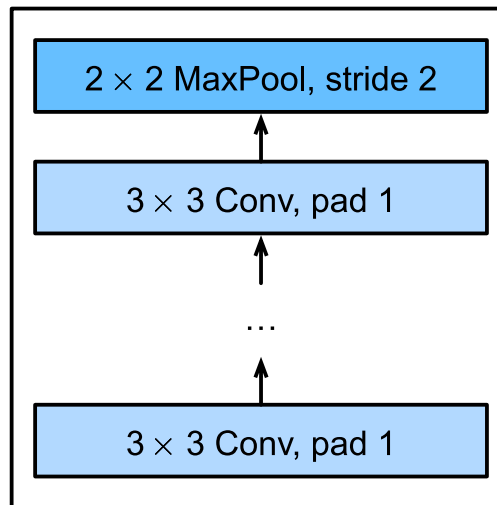 2 × 2 MaxPool, stride 2
3 × 3 Conv, pad 1
...
3 × 3 Conv, pad 1